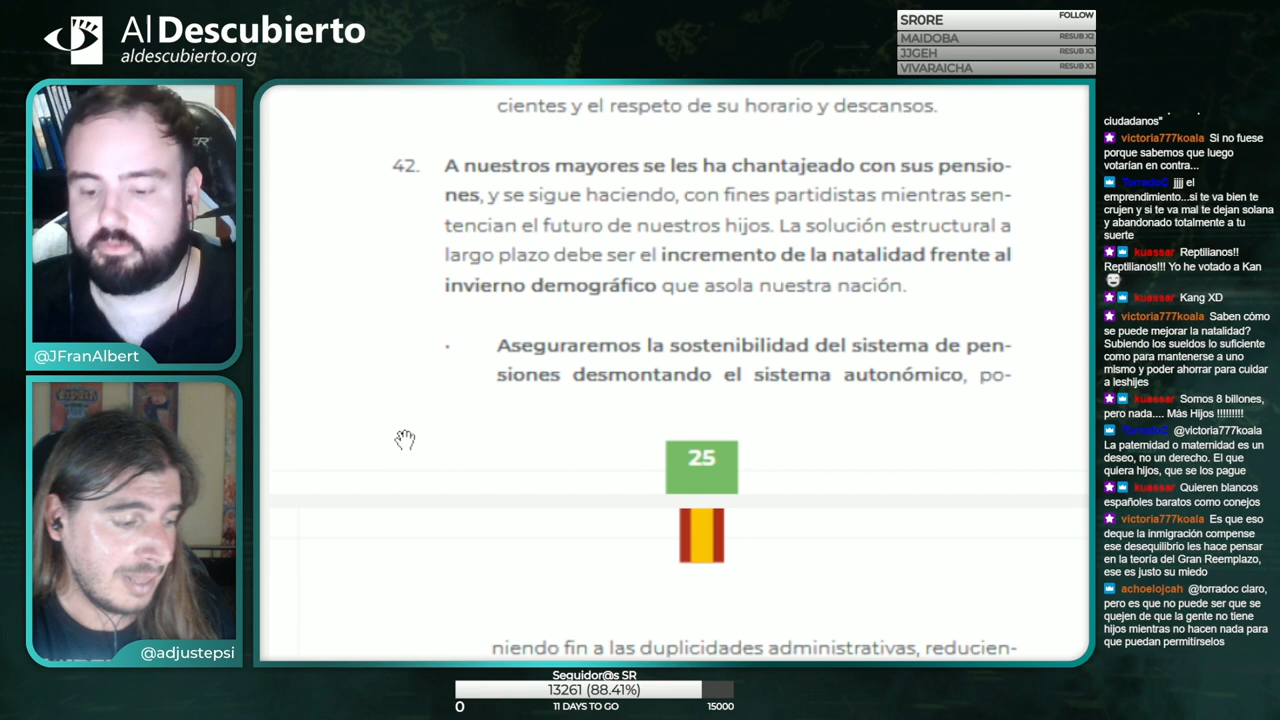 Al Descubierto
aldescubierto.org
SRORE FOLLOW
MAIDOBA RESUB X2
JJGEH RESUB X3
VIVARAICHA RESUB X3
@JFranAlbert
@adjustepsi
cientes y el respeto de su horario y descansos.
42. A nuestros mayores se les ha chantajeado con sus pensio-
nes, y se sigue haciendo, con fines partidistas mientras sen-
tencian el futuro de nuestros hijos. La solución estructural a
largo plazo debe ser el incremento de la natalidad frente al
invierno demográfico que asola nuestra nación.
· Aseguraremos la sostenibilidad del sistema de pen-
siones desmontando el sistema autonómico, po-
25
niendo fin a las duplicidades administrativas, reducien-
ciudadanos"
victoria777koala Si no fuese
porque sabemos que luego
votarían en contra...
TorradoC jjjj el
emprendimiento...si te va bien te
crujen y si te va mal te dejan solana
y abandonado totalmente a tu
suerte
kuassar Reptilianos!!
Reptilianos!!! Yo he votado a Kan
kuassar Kang XD
victoria777koala Saben cómo
se puede mejorar la natalidad?
Subiendo los sueldos lo suficiente
como para mantenerse a uno
mismo y poder ahorrar para cuidar
a leshijes
kuassar Somos 8 billones,
pero nada.... Más Hijos !!!!!!!!!
TorradoC @victoria777koala
La paternidad o maternidad es un
deseo, no un derecho. El que
quiera hijos, que se los pague
kuassar Quieren blancos
españoles baratos como conejos
victoria777koala Es que eso
deque la inmigración compense
ese desequilibrio les hace pensar
en la teoría del Gran Reemplazo,
ese es justo su miedo
achoelojcah @torradoc claro,
pero es que no puede ser que se
quejen de que la gente no tiene
hijos mientras no hacen nada para
que puedan permitírselos
Seguidor@s SR
13261 (88.41%)
0 11 DAYS TO GO 15000